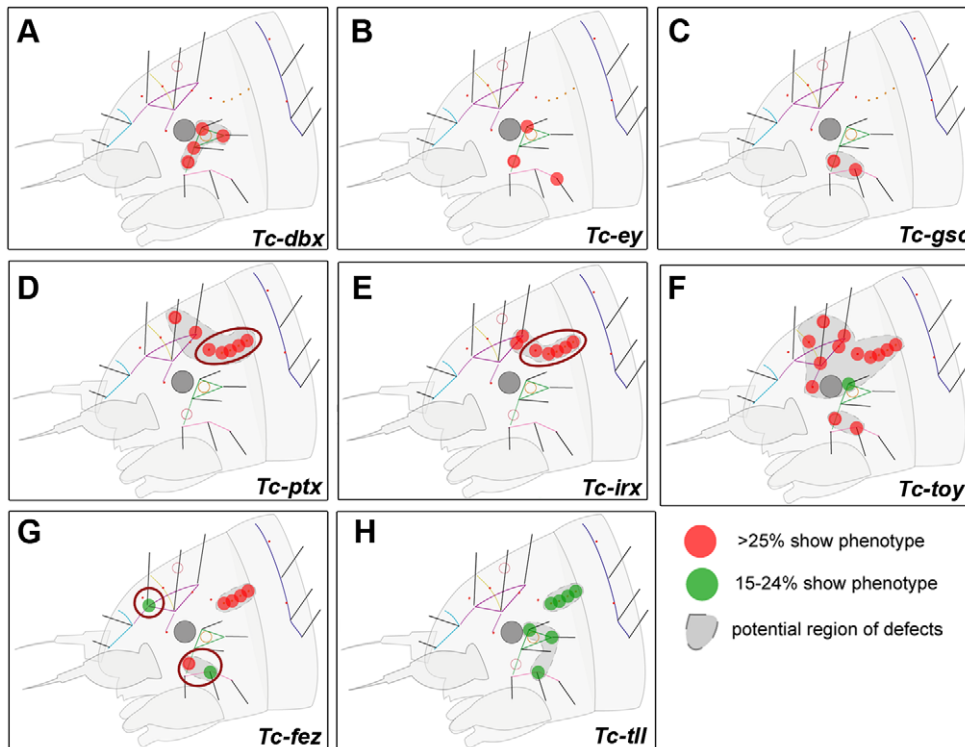 A
Tc-dbx
B
Tc-ey
C
Tc-gsc
D
Tc-ptx
E
Tc-irx
F
Tc-toy
G
Tc-fez
H
Tc-tll
>25% show phenotype
15-24% show phenotype
potential region of defects